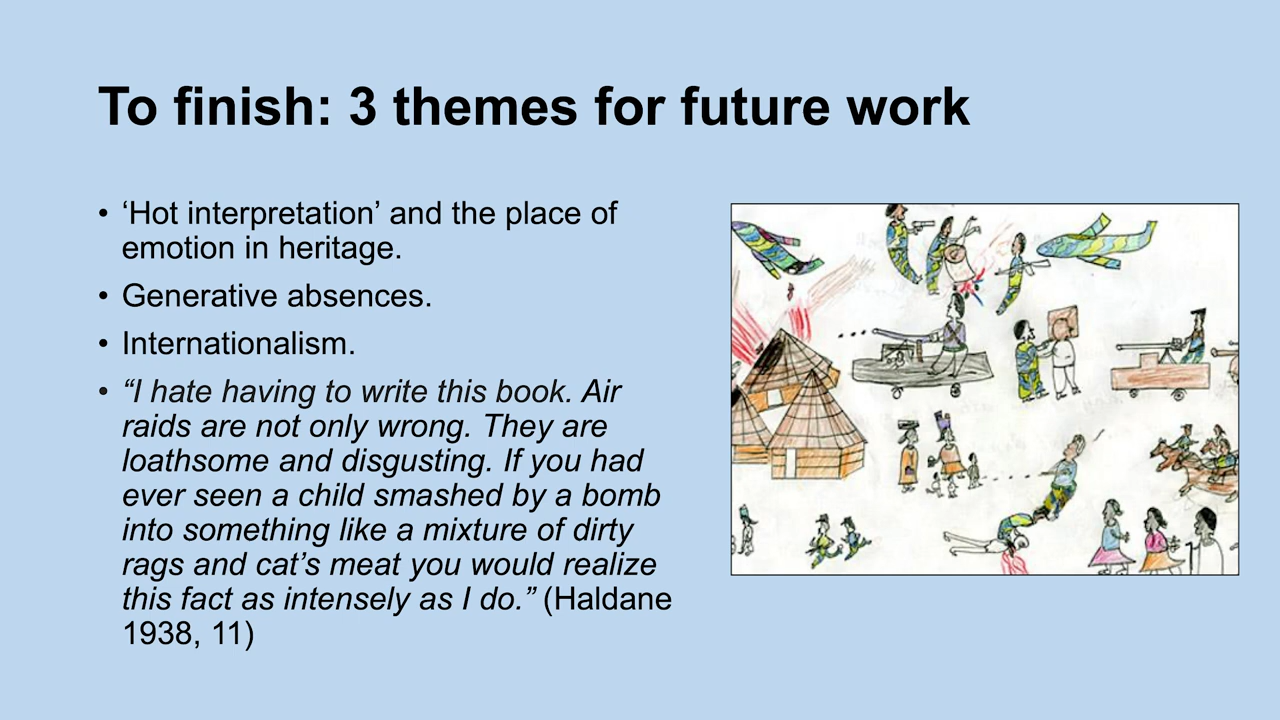 To finish: 3 themes for future work
• ‘Hot interpretation’ and the place of
emotion in heritage.
• Generative absences.
• Internationalism.
• “I hate having to write this book. Air
raids are not only wrong. They are
loathsome and disgusting. If you had
ever seen a child smashed by a bomb
into something like a mixture of dirty
rags and cat’s meat you would realize
this fact as intensely as I do.” (Haldane
1938, 11)